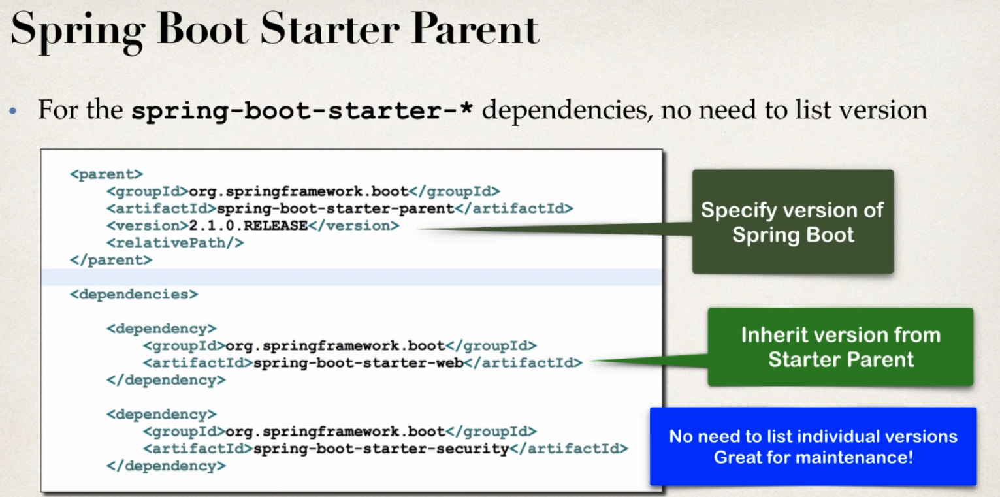 Spring Boot Starter Parent
• For the spring-boot-starter-* dependencies, no need to list version
<parent>
<groupId>org.springframework.boot</groupId>
<artifactId>spring-boot-starter-parent</artifactId>
<version>2.1.0.RELEASE</version>
<relativePath/>
</parent>
Specify version of
Spring Boot
<dependencies>
<dependency>
<groupId>org.springframework.boot</groupId>
<artifactId>spring-boot-starter-web</artifactId>
</dependency>
Inherit version from
Starter Parent
<dependency>
<groupId>org.springframework.boot</groupId>
<artifactId>spring-boot-starter-security</artifactId>
</dependency>
No need to list individual versions
Great for maintenance!